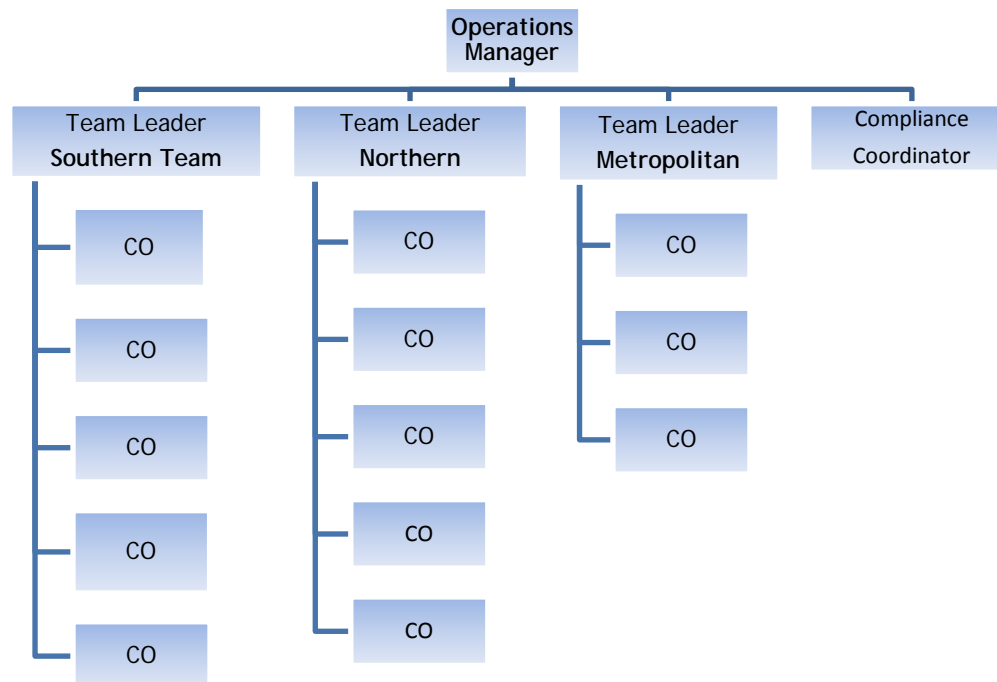 Operations
Manager
Team Leader
Southern Team
Team Leader
Northern
Team Leader
Metropolitan
Compliance
Coordinator
CO
CO
CO
CO
CO
CO
CO
CO
CO
CO
CO
CO
CO